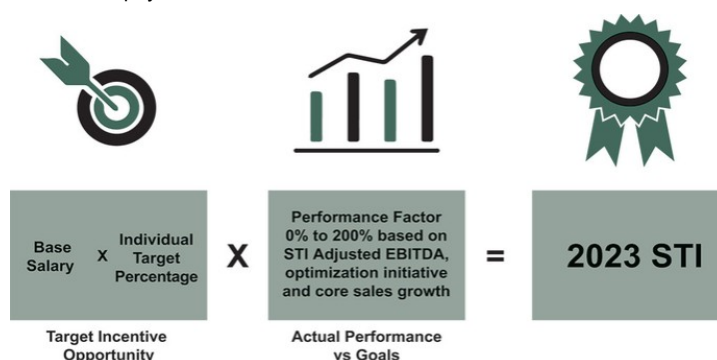 Base Salary X Individual Target Percentage
X
Performance Factor
0% to 200% based on
STI Adjusted EBITDA,
optimization initiative
and core sales growth
=
2023 STI
Target Incentive
Opportunity
Actual Performance
vs Goals